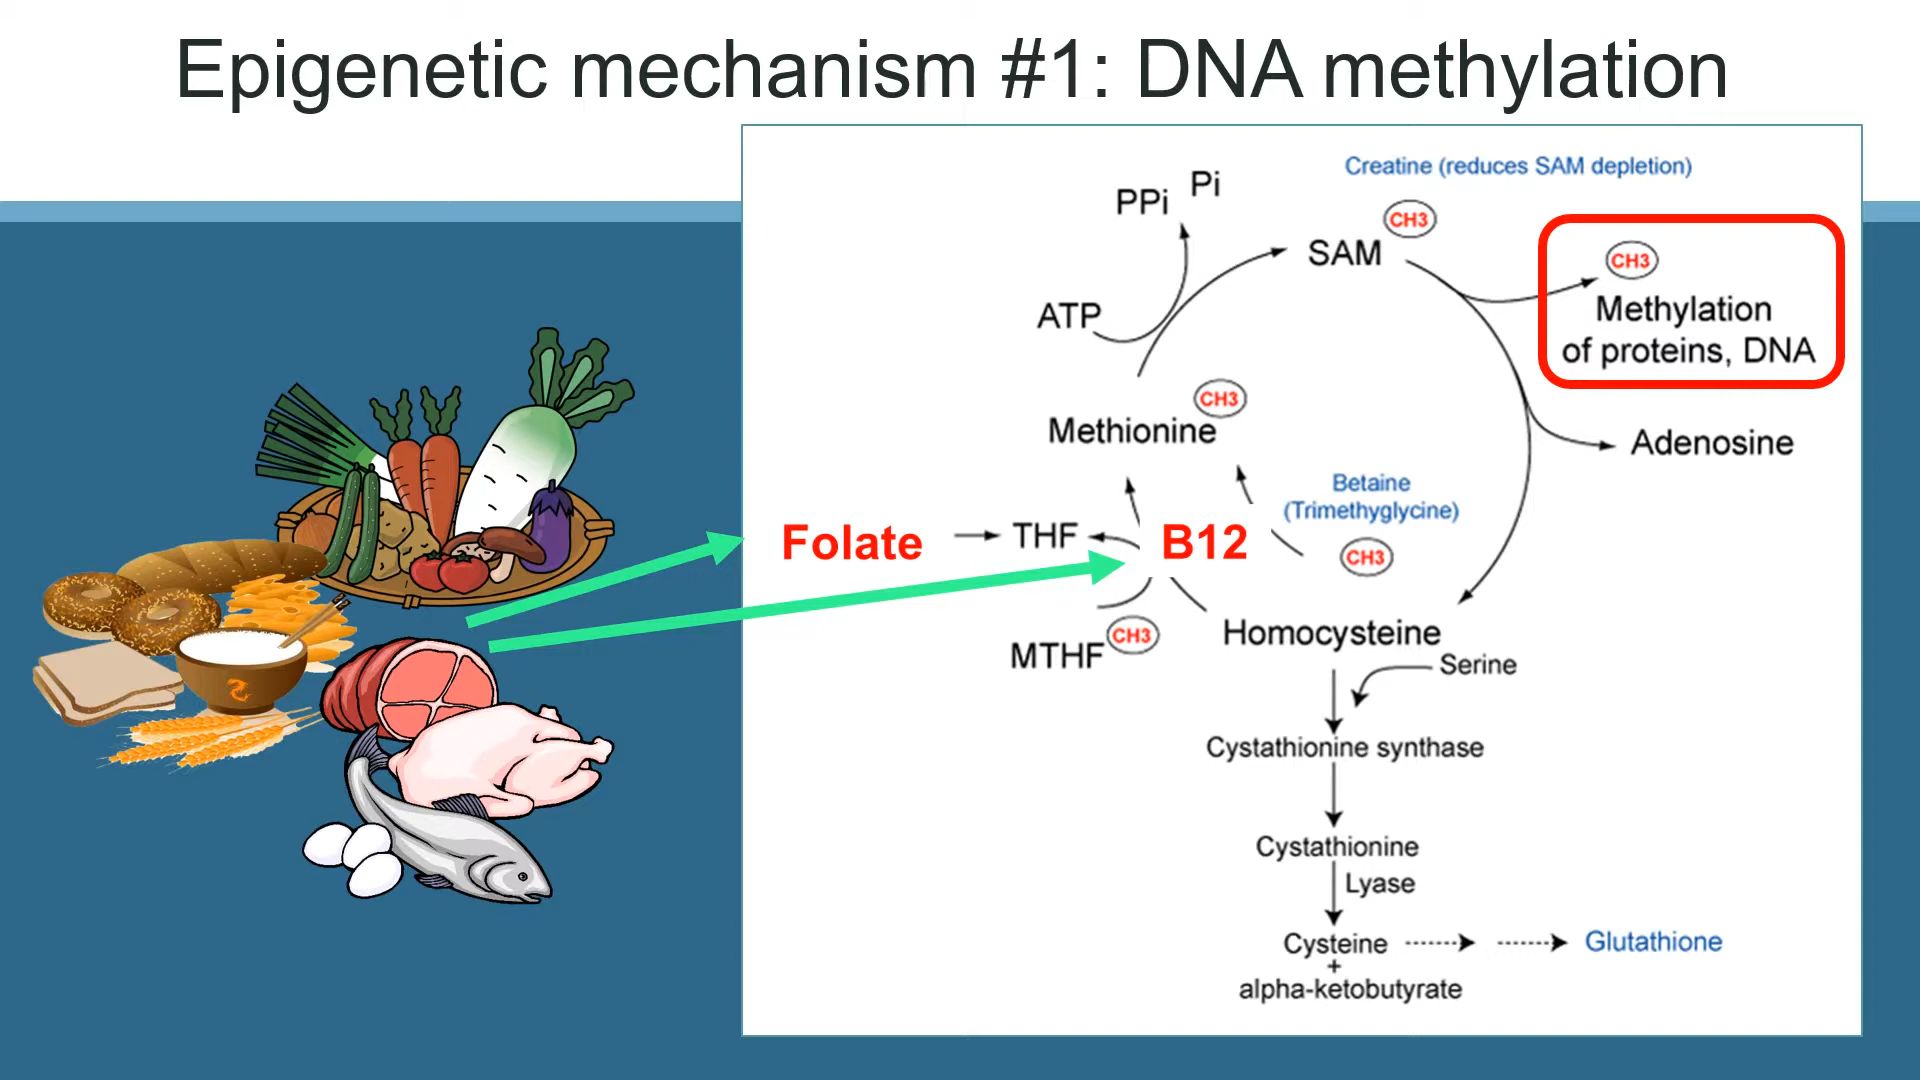 Epigenetic mechanism #1: DNA methylation
Creatine (reduces SAM depletion)
PPi
Pi
CH3
SAM
CH3
Methylation
of proteins, DNA
ATP
CH3
Methionine
Adenosine
Betaine
(Trimethyglycine)
CH3
Folate
THF
B12
MTHF
CH3
Homocysteine
Serine
Cystathionine synthase
Cystathionine
Lyase
Cysteine
Glutathione
+
alpha-ketobutyrate